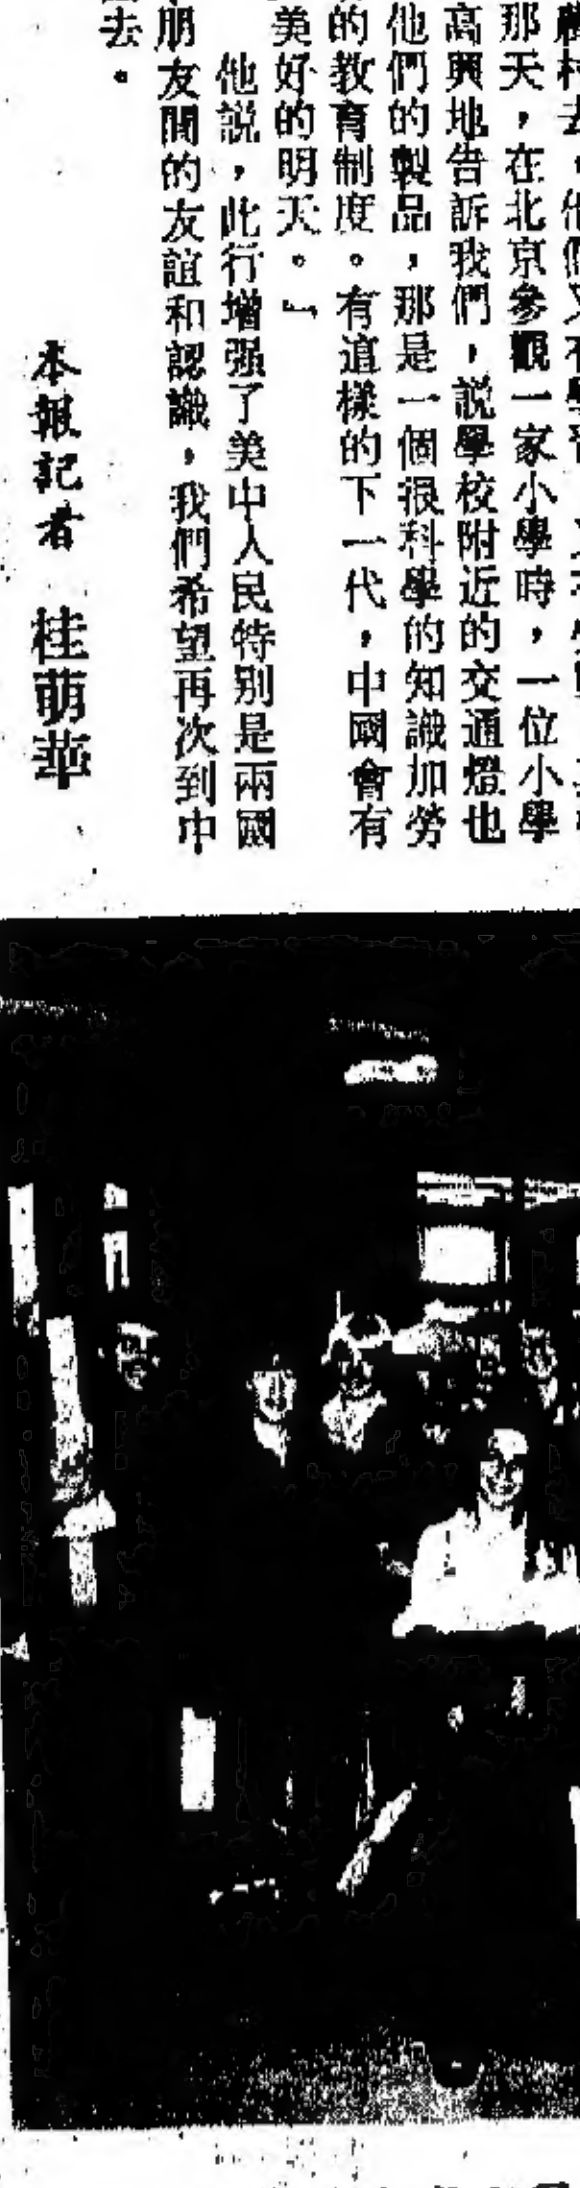 那天，在北京參觀一家小學時，一位小學
高興地告訴我們，說學校附近的交通燈也
他們的製品，那是一個很科學的知識加勞
的教育制度。有這樣的下一代，中國會有
美好的明天。」
他説，此行增强了美中人民特別是兩國
朋友間的友誼和認識，我們希望再次到中
去。
本報記者 桂萌華